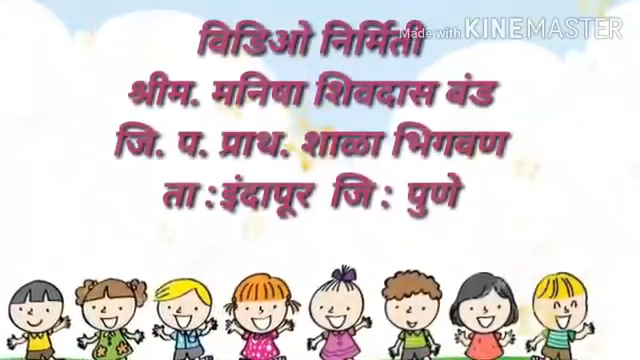 Made with KINEMASTER
विडिओ निर्मिती
श्रीम. मनिषा शिवदास बंड
जि. प. प्राथ. शाळा भिगवण
ता :इंदापूर जि : पुणे